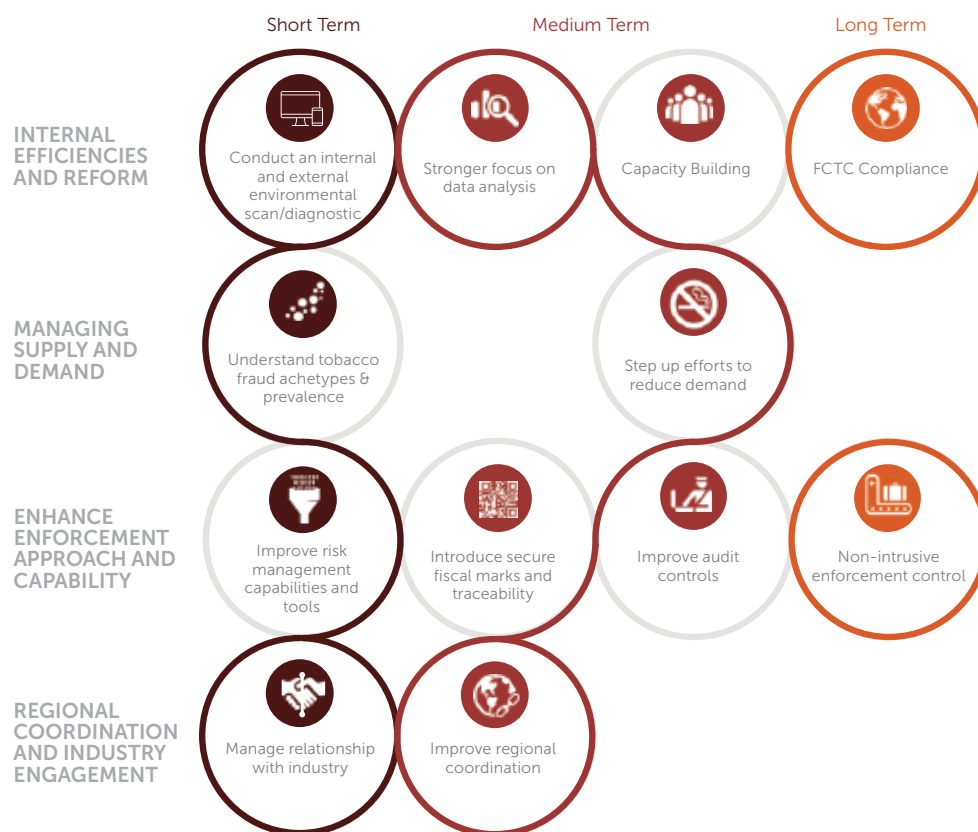 Short Term
Medium Term
Long Term
INTERNAL
EFFICIENCIES
AND REFORM
Conduct an internal
and external
environmental
scan/diagnostic
Stronger focus on
data analysis
Capacity Building
FCTC Compliance
MANAGING
SUPPLY AND
DEMAND
Understand tobacco
fraud achetypes &
prevalence
Step up efforts to
reduce demand
ENHANCE
ENFORCEMENT
APPROACH AND
CAPABILITY
Improve risk
management
capabilities and
tools
Introduce secure
fiscal marks and
traceability
Improve audit
controls
Non-intrusive
enforcement control
REGIONAL
COORDINATION
AND INDUSTRY
ENGAGEMENT
Manage relationship
with industry
Improve regional
coordination